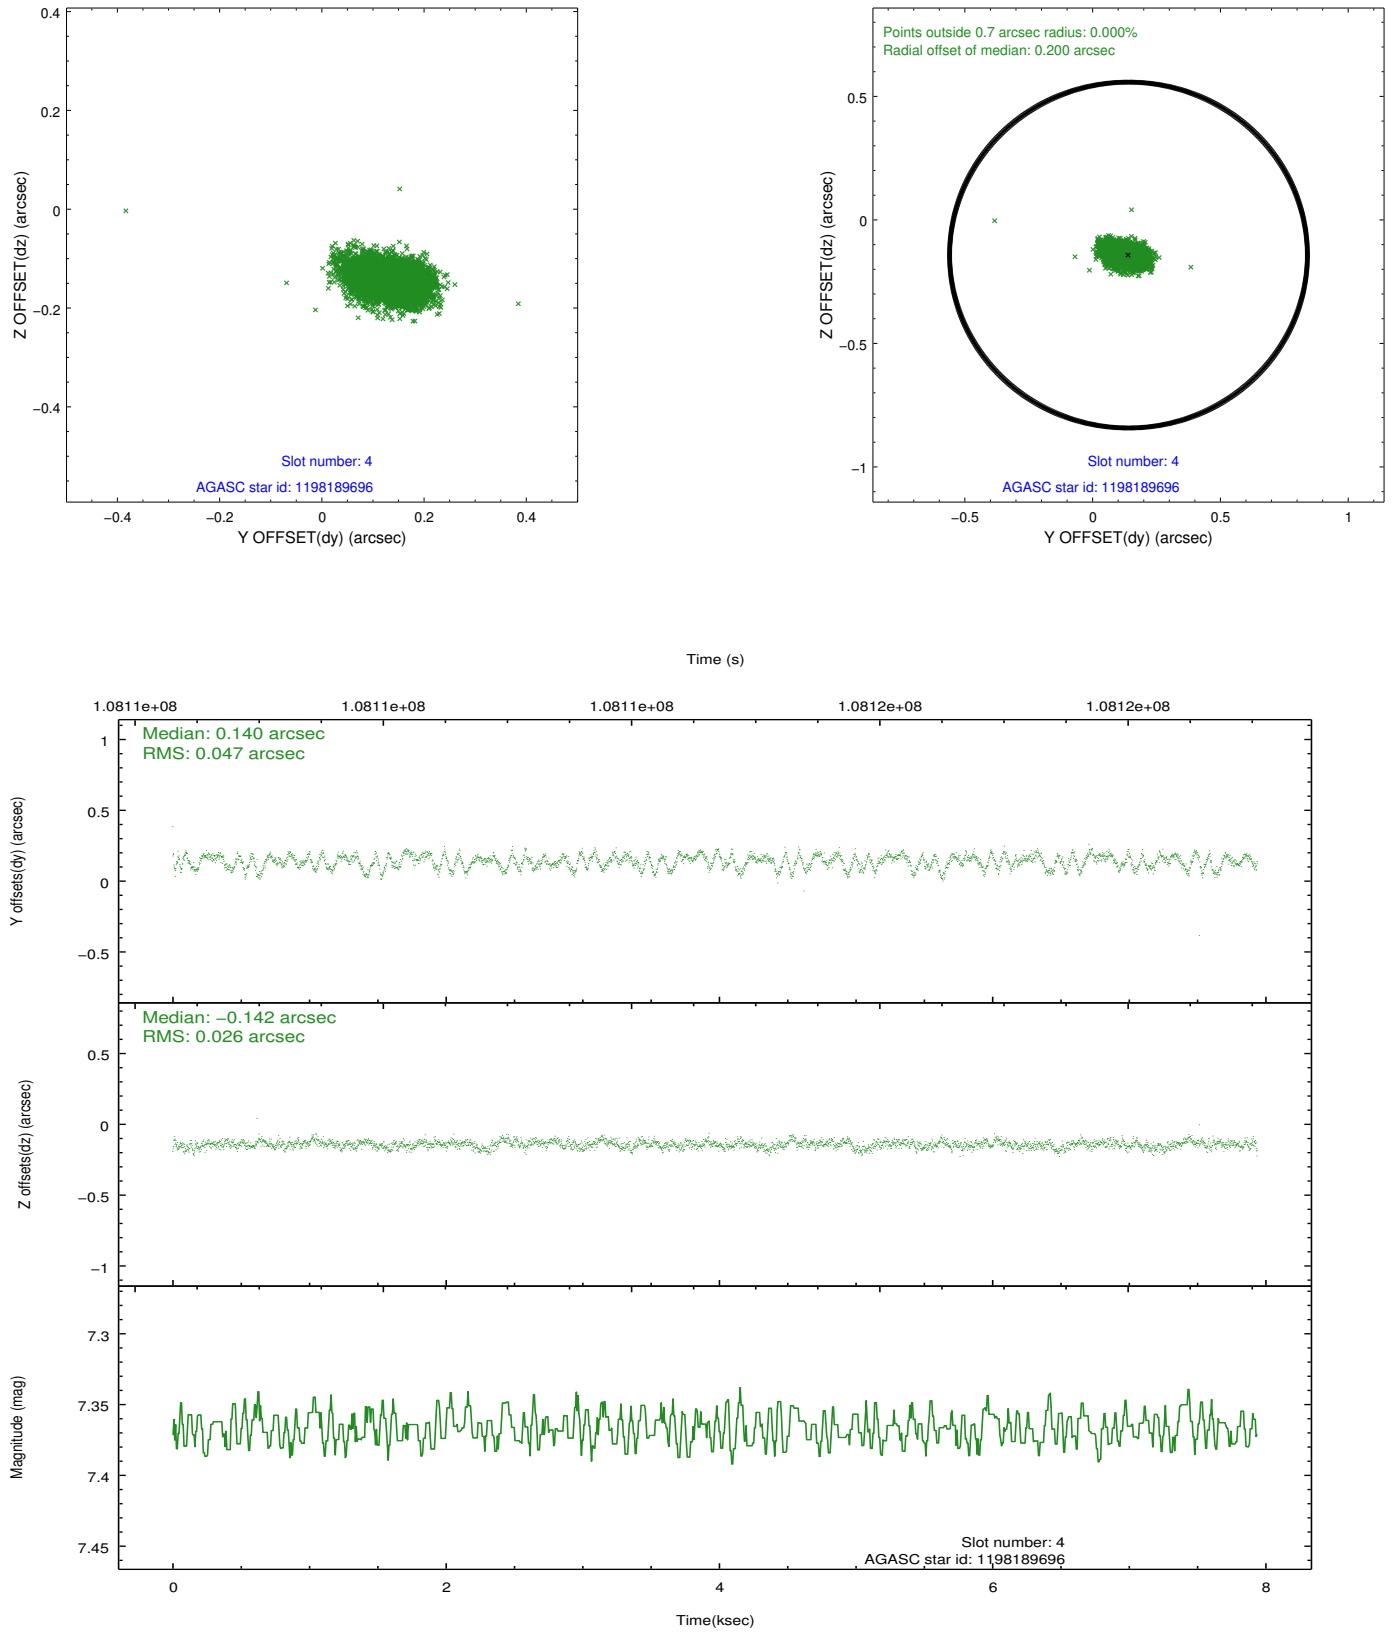 0.4
0.2
0
−0.2
−0.4
Z OFFSET(dz) (arcsec)
Slot number: 4
AGASC star id: 1198189696
−0.4 −0.2 0 0.2 0.4
Y OFFSET(dy) (arcsec)
Points outside 0.7 arcsec radius: 0.000%
Radial offset of median: 0.200 arcsec
0.5
0
−0.5
−1
Z OFFSET(dz) (arcsec)
Slot number: 4
AGASC star id: 1198189696
−0.5 0 0.5 1
Y OFFSET(dy) (arcsec)
Time (s)
1.0811e+08 1.0811e+08 1.0811e+08 1.0812e+08 1.0812e+08
Median: 0.140 arcsec
RMS: 0.047 arcsec
1
0.5
0
−0.5
Y offsets(dy) (arcsec)
Median: −0.142 arcsec
RMS: 0.026 arcsec
0.5
0
−0.5
−1
Z offsets(dz) (arcsec)
7.3
7.35
7.4
7.45
Magnitude (mag)
Slot number: 4
AGASC star id: 1198189696
0 2 4 6 8
Time(ksec)